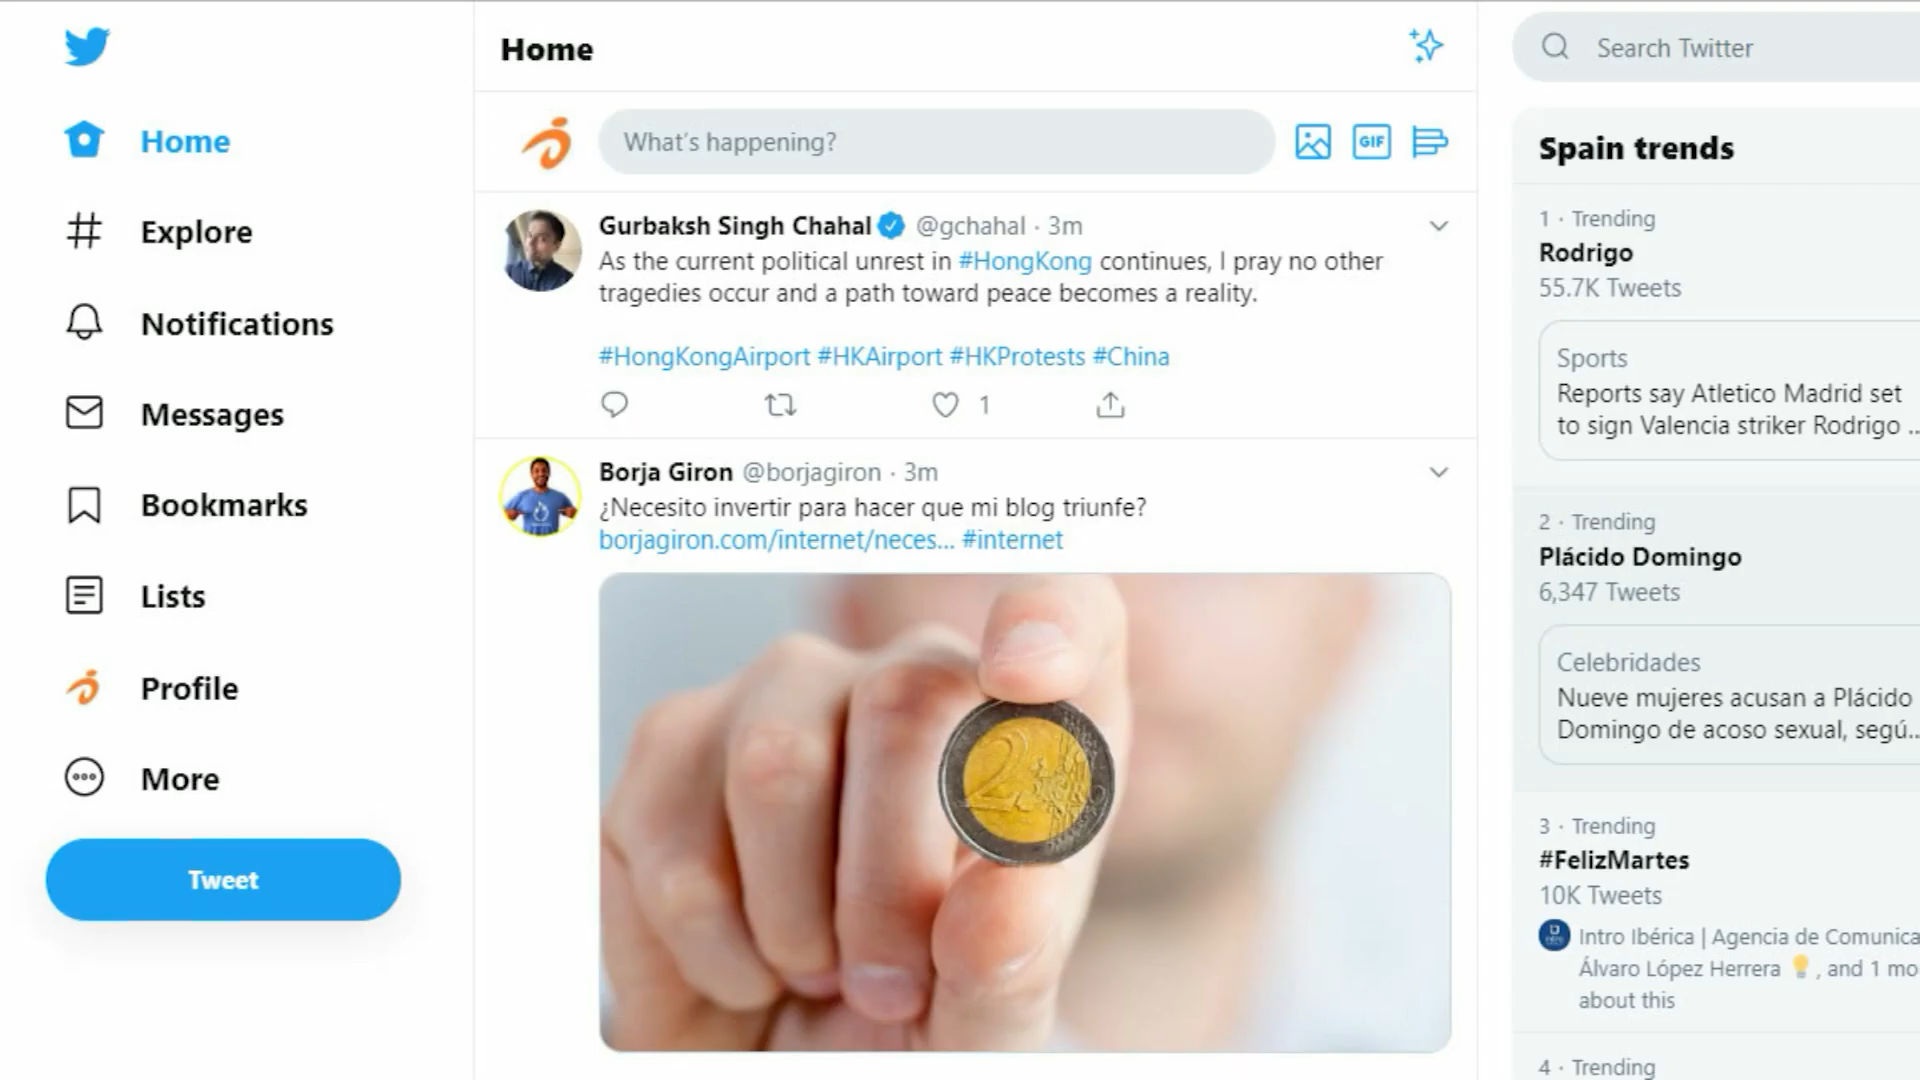 Home
Explore
Notifications
Messages
Bookmarks
Lists
Profile
More
Tweet
Home
What's happening?
GIF
Gurbaksh Singh Chahal @gchahal · 3m
As the current political unrest in #HongKong continues, I pray no other
tragedies occur and a path toward peace becomes a reality.
#HongKongAirport #HKAirport #HKProtests #China
1
Borja Giron @borjagiron · 3m
¿Necesito invertir para hacer que mi blog triunfe?
borjagiron.com/internet/neces... #internet
2
Search Twitter
Spain trends
1 · Trending
Rodrigo
55.7K Tweets
Sports
Reports say Atletico Madrid set
to sign Valencia striker Rodrigo ..
2 · Trending
Plácido Domingo
6,347 Tweets
Celebridades
Nueve mujeres acusan a Plácido
Domingo de acoso sexual, segú..
3 · Trending
#FelizMartes
10K Tweets
Intro Ibérica | Agencia de Comunica
Álvaro López Herrera 💡, and 1 mo
about this
4 · Trending